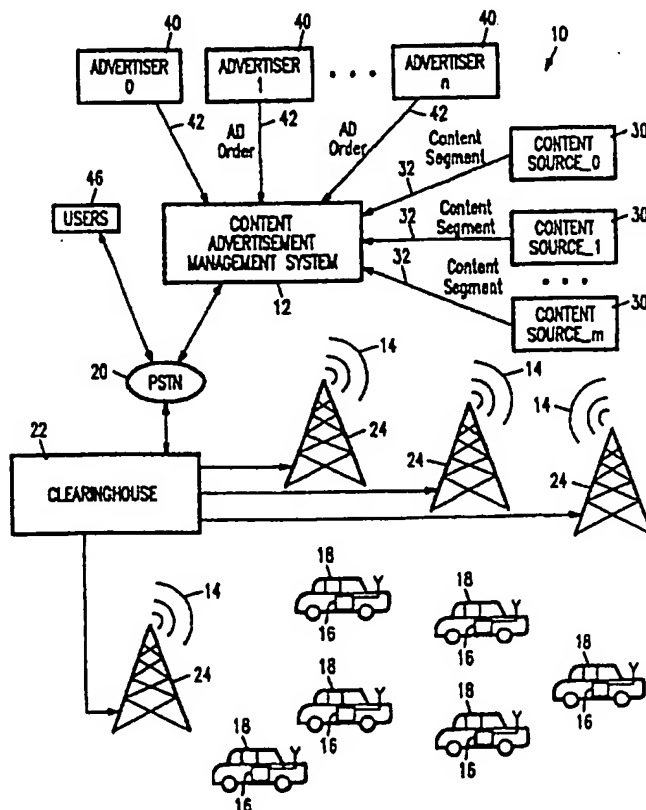 40 40 40
ADVERTISER 0
ADVERTISER 1
• • •
ADVERTISER n
10
42 42 42
AD Order
AD Order
Content Segment
32
CONTENT SOURCE_0
30
46
USERS
CONTENT ADVERTISEMENT MANAGEMENT SYSTEM
12
Content Segment
32
CONTENT SOURCE_1
30
• • •
Content Segment
32
CONTENT SOURCE_m
30
20
PSTN
14 14 14
24 24 24
22
CLEARINGHOUSE
14
24
18 18
16 16
18
16
18 18
16 16
18
16